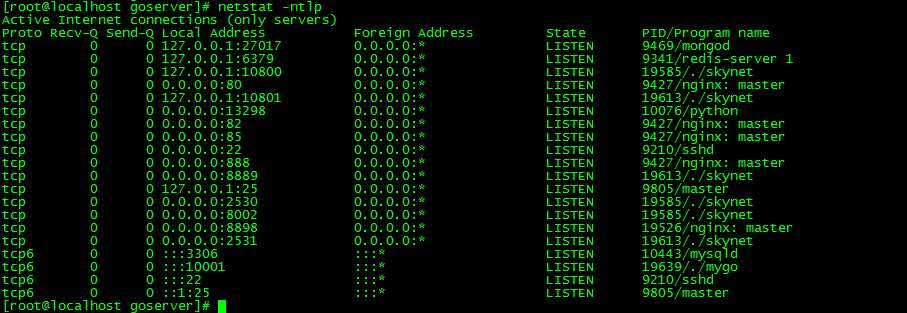 [root@localhost goserver]# netstat -ntlp
Active Internet connections (only servers)
Proto Recv-Q Send-Q Local Address           Foreign Address         State       PID/Program name
tcp        0      0 127.0.0.1:27017         0.0.0.0:*               LISTEN      9469/mongod
tcp        0      0 127.0.0.1:6379          0.0.0.0:*               LISTEN      9341/redis-server 1
tcp        0      0 127.0.0.1:10800         0.0.0.0:*               LISTEN      19585/./skynet
tcp        0      0 0.0.0.0:80              0.0.0.0:*               LISTEN      9427/nginx: master
tcp        0      0 127.0.0.1:10801         0.0.0.0:*               LISTEN      19613/./skynet
tcp        0      0 0.0.0.0:13298           0.0.0.0:*               LISTEN      10076/python
tcp        0      0 0.0.0.0:82              0.0.0.0:*               LISTEN      9427/nginx: master
tcp        0      0 0.0.0.0:85              0.0.0.0:*               LISTEN      9427/nginx: master
tcp        0      0 0.0.0.0:22              0.0.0.0:*               LISTEN      9210/sshd
tcp        0      0 0.0.0.0:888             0.0.0.0:*               LISTEN      9427/nginx: master
tcp        0      0 0.0.0.0:8889            0.0.0.0:*               LISTEN      19613/./skynet
tcp        0      0 127.0.0.1:25            0.0.0.0:*               LISTEN      9805/master
tcp        0      0 0.0.0.0:2530            0.0.0.0:*               LISTEN      19585/./skynet
tcp        0      0 0.0.0.0:8002            0.0.0.0:*               LISTEN      19585/./skynet
tcp        0      0 0.0.0.0:8898            0.0.0.0:*               LISTEN      19526/nginx: master
tcp        0      0 0.0.0.0:2531            0.0.0.0:*               LISTEN      19613/./skynet
tcp6       0      0 :::3306                 :::*                    LISTEN      10443/mysqld
tcp6       0      0 :::10001                :::*                    LISTEN      19639/./mygo
tcp6       0      0 :::22                   :::*                    LISTEN      9210/sshd
tcp6       0      0 ::1:25                  :::*                    LISTEN      9805/master
[root@localhost goserver]#